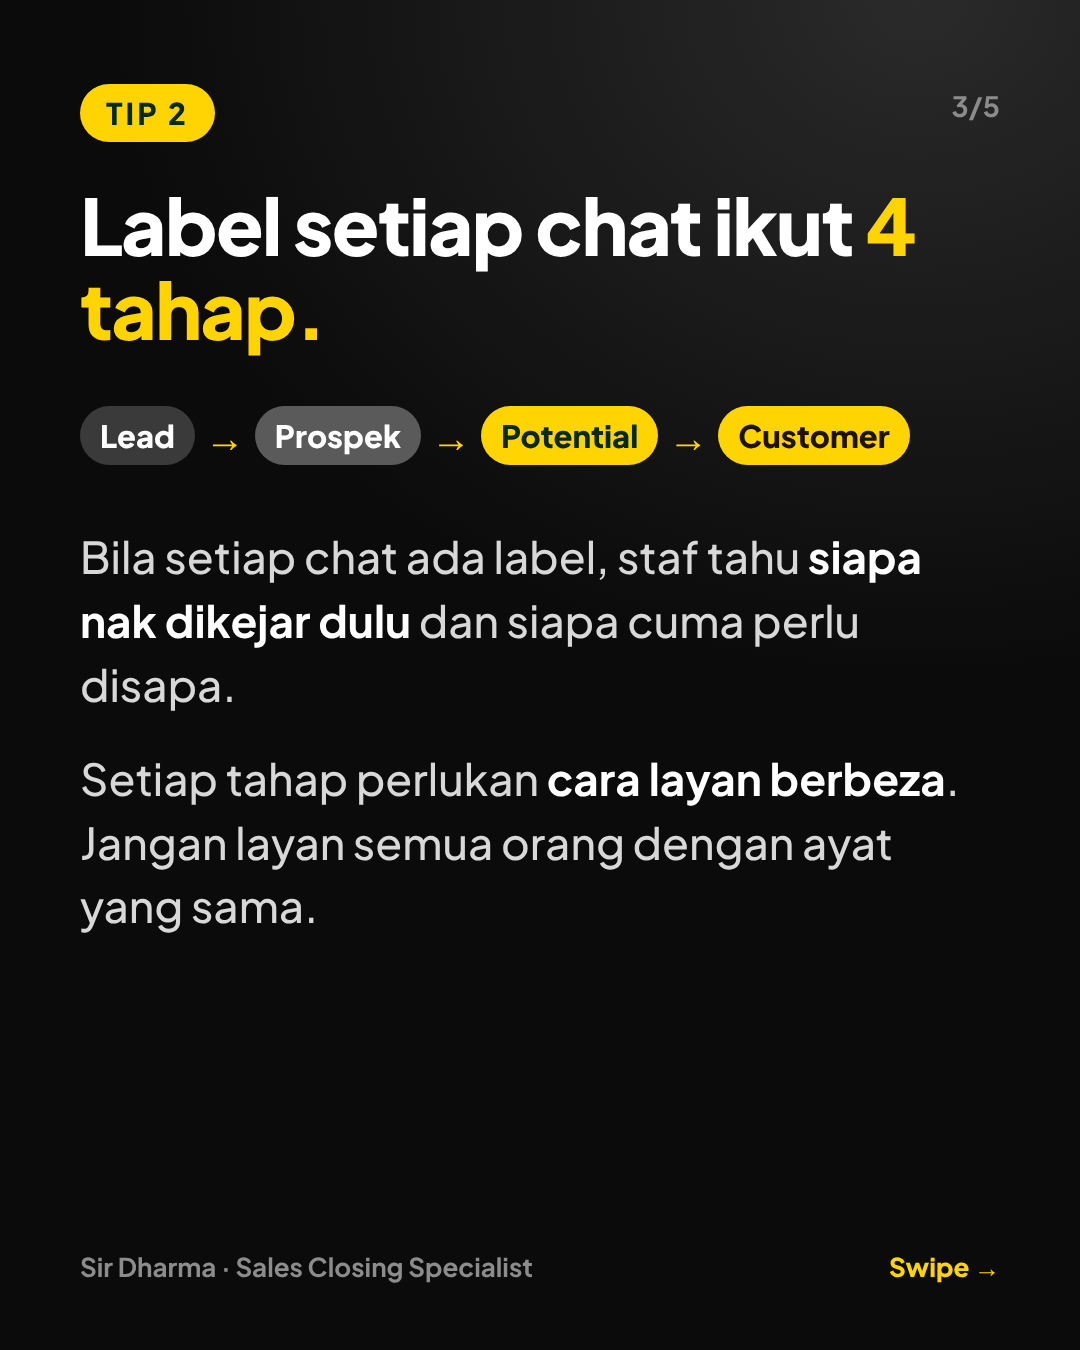 TIP 2
3/5
Label setiap chat ikut 4
tahap.
Lead → Prospek → Potential → Customer
Bila setiap chat ada label, staf tahu siapa
nak dikejar dulu dan siapa cuma perlu
disapa.
Setiap tahap perlukan cara layan berbeza.
Jangan layan semua orang dengan ayat
yang sama.
Sir Dharma · Sales Closing Specialist
Swipe →